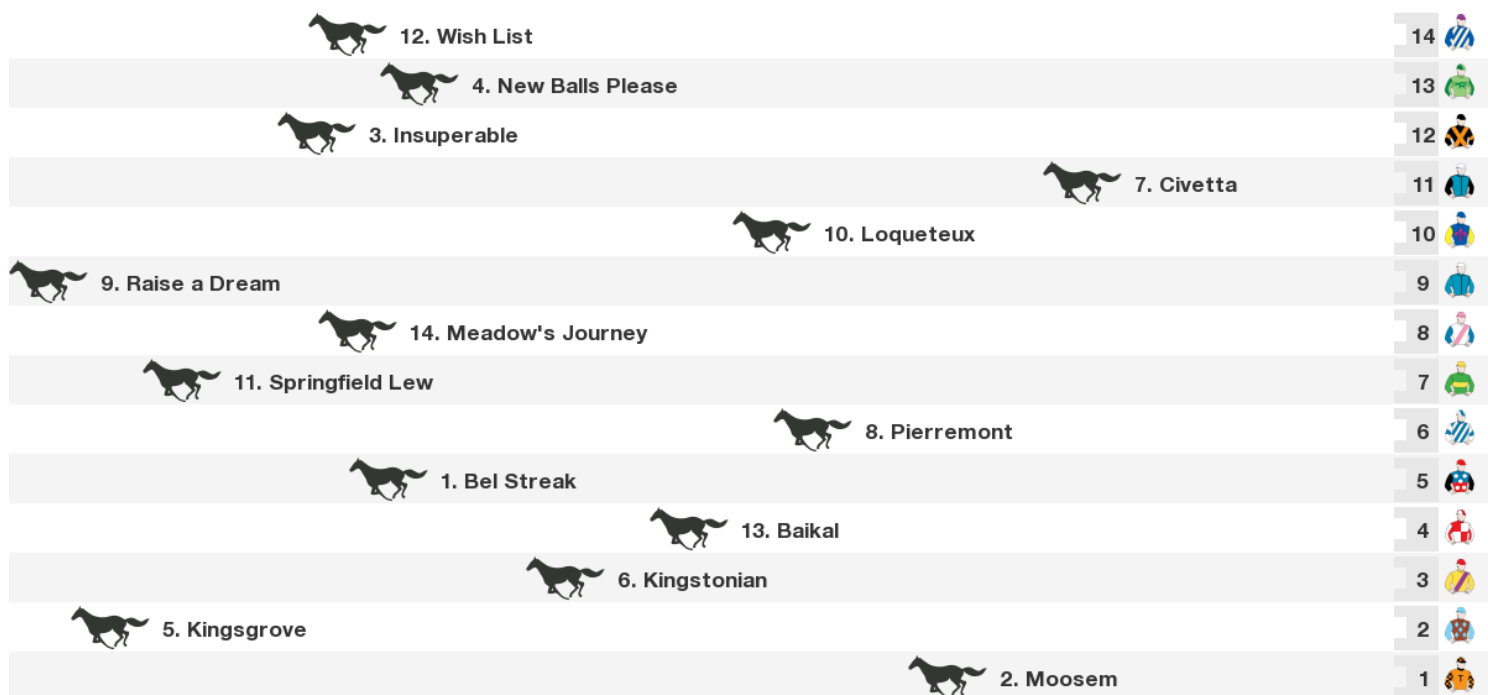 12. Wish List 14
4. New Balls Please 13
3. Insuperable 12
7. Civetta 11
10. Loqueteux 10
9. Raise a Dream 9
14. Meadow's Journey 8
11. Springfield Lew 7
8. Pierremont 6
1. Bel Streak 5
13. Baikal 4
6. Kingstonian 3
5. Kingsgrove 2
2. Moosem 1 T